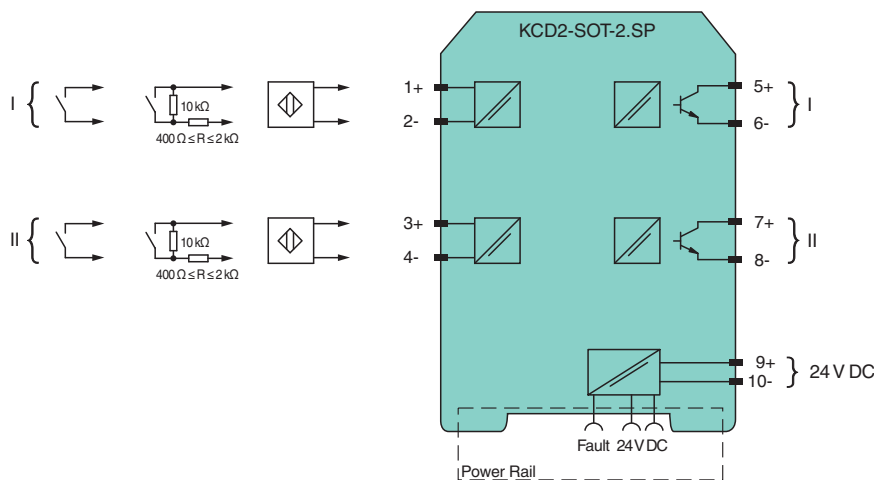 KCD2-SOT-2.SP
I
10 kΩ
400 Ω ≤ R ≤ 2 kΩ
1+
2-
5+
6-
I
II
10 kΩ
400 Ω ≤ R ≤ 2 kΩ
3+
4-
7+
8-
II
9+
10-
24 V DC
Fault 24 V DC
Power Rail